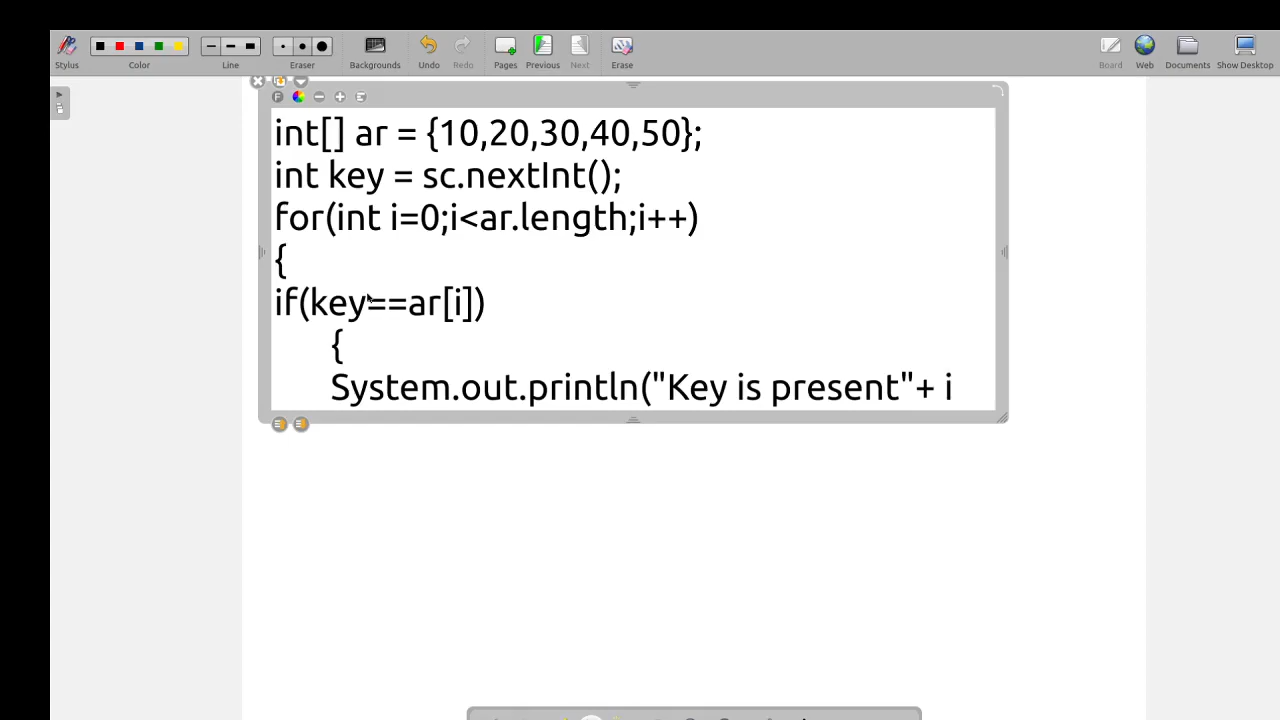 Stylus
Color
Line
Eraser
Backgrounds
Undo
Redo
Pages
Previous
Next
Erase
Board
Web
Documents
Show Desktop
int[] ar = {10,20,30,40,50};
int key = sc.nextInt();
for(int i=0;i<ar.length;i++)
{
if(key==ar[i])
{
System.out.println("Key is present"+ i